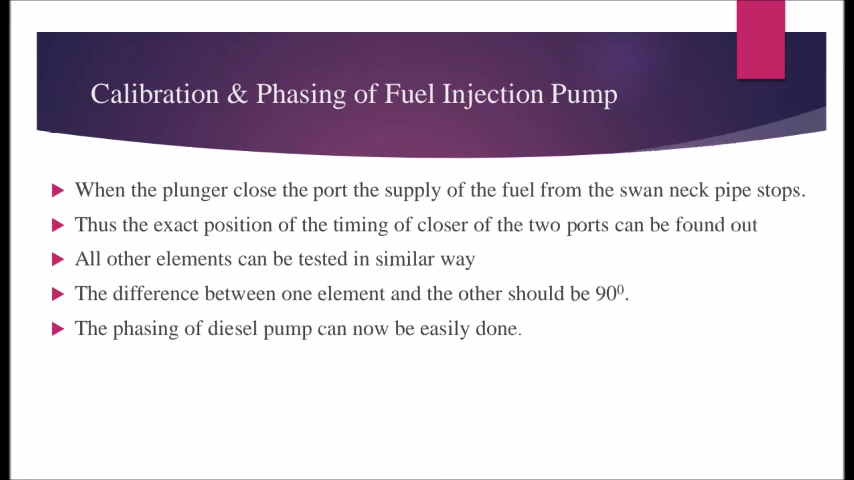 Calibration & Phasing of Fuel Injection Pump
When the plunger close the port the supply of the fuel from the swan neck pipe stops.
Thus the exact position of the timing of closer of the two ports can be found out
All other elements can be tested in similar way
The difference between one element and the other should be 90⁰.
The phasing of diesel pump can now be easily done.